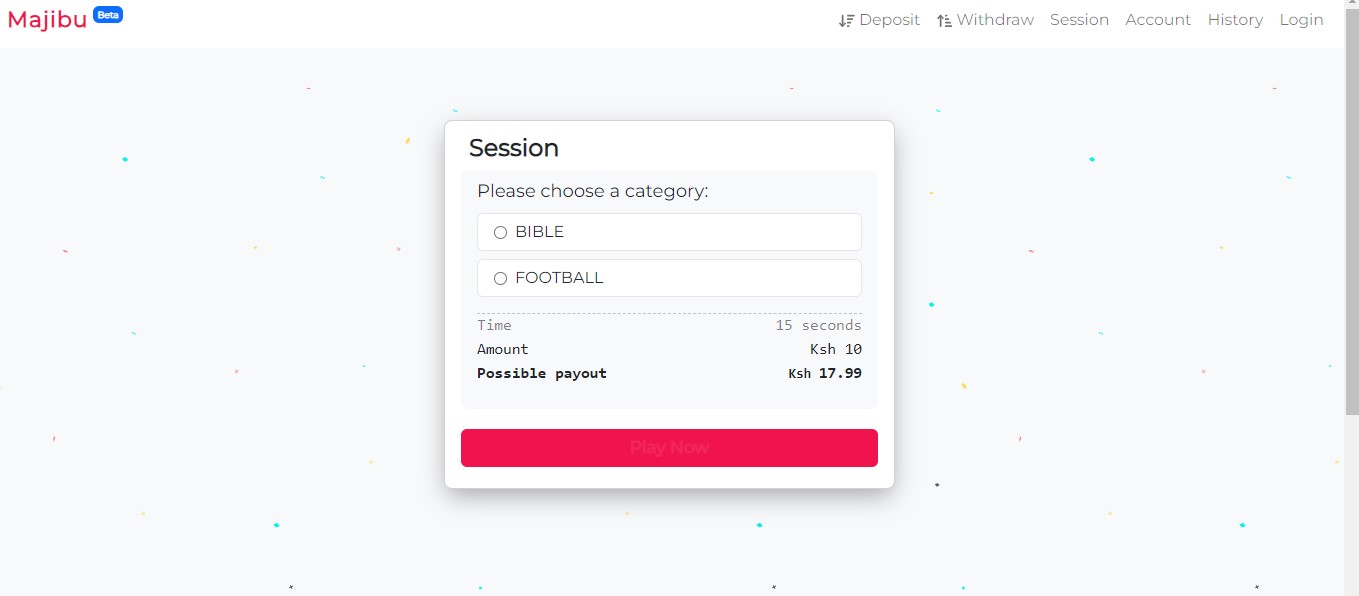 Majibu Beta
Deposit Withdraw Session Account History Login
Session
Please choose a category:
BIBLE
FOOTBALL
Time 15 seconds
Amount Ksh 10
Possible payout Ksh 17.99
Play Now